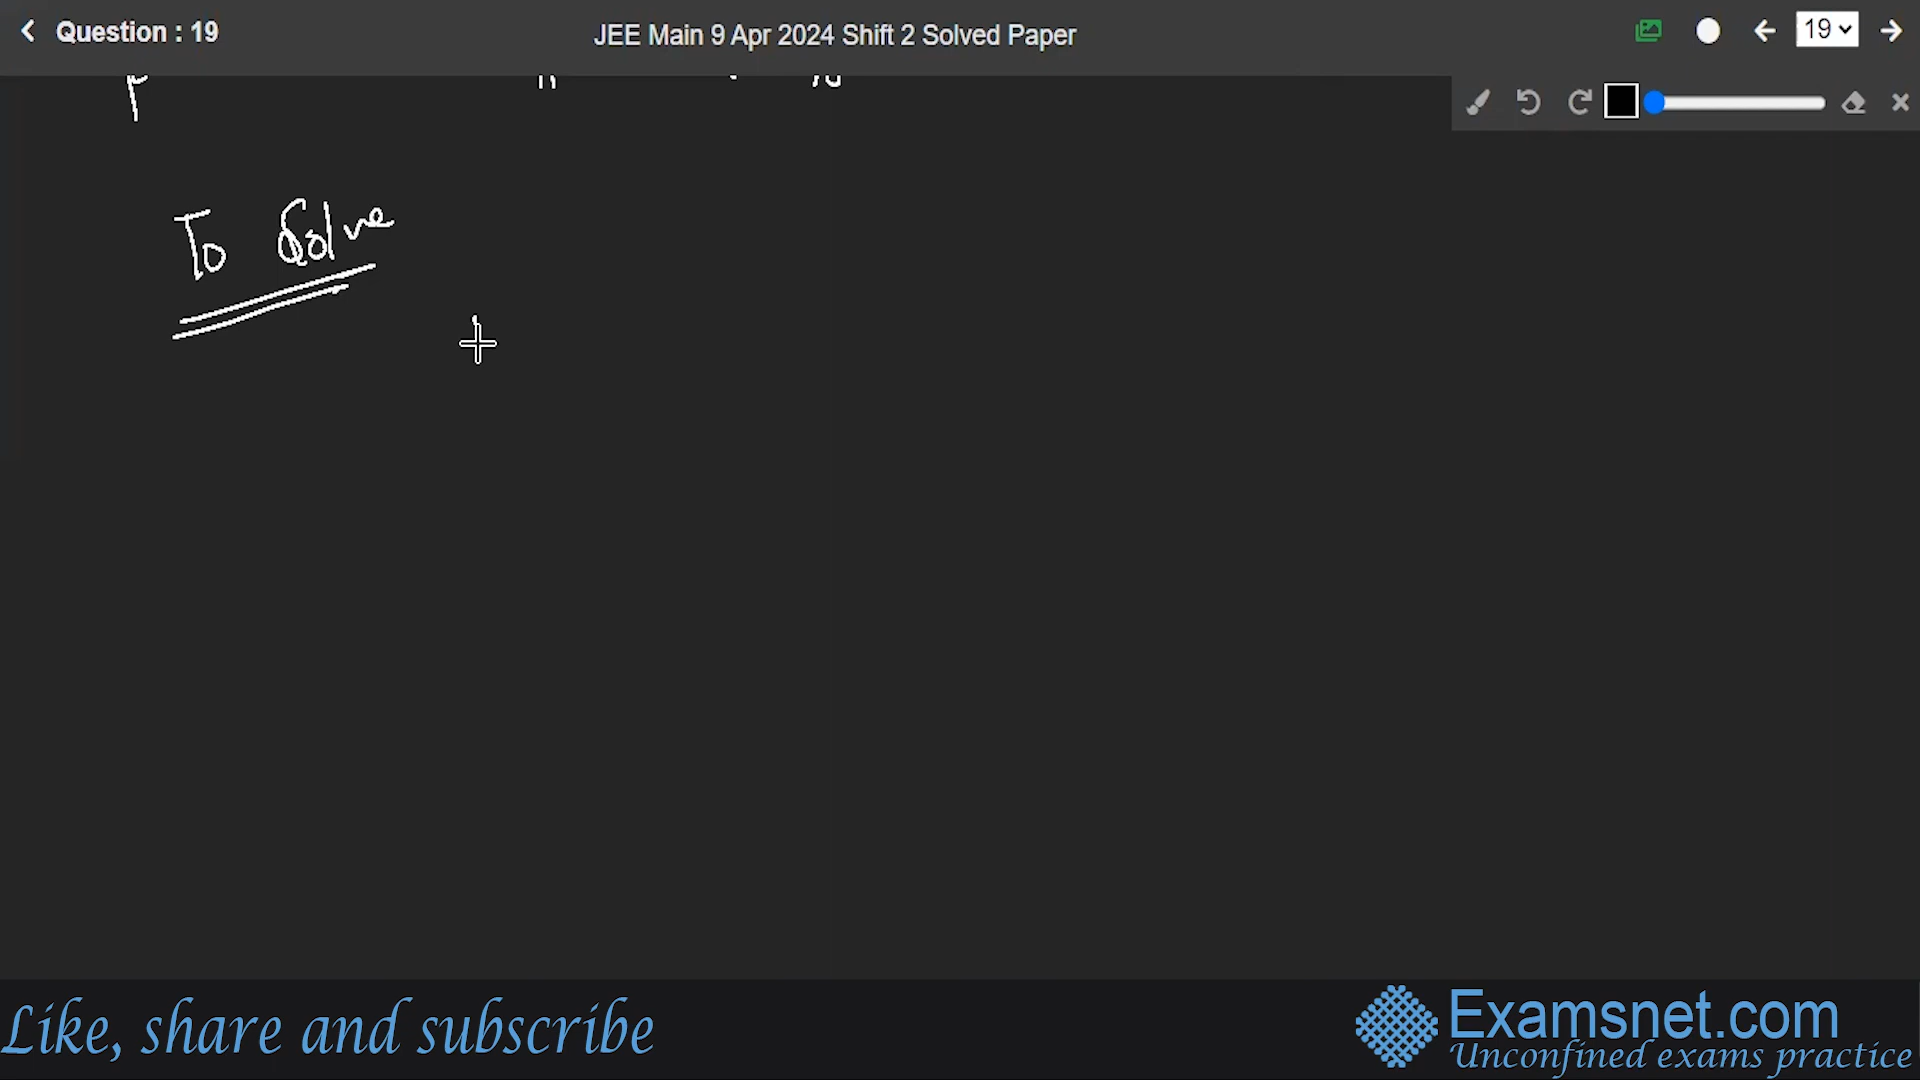 Question : 19
JEE Main 9 Apr 2024 Shift 2 Solved Paper
19
To Solve
Like, share and subscribe
Examsnet.com
Unconfined exams practice